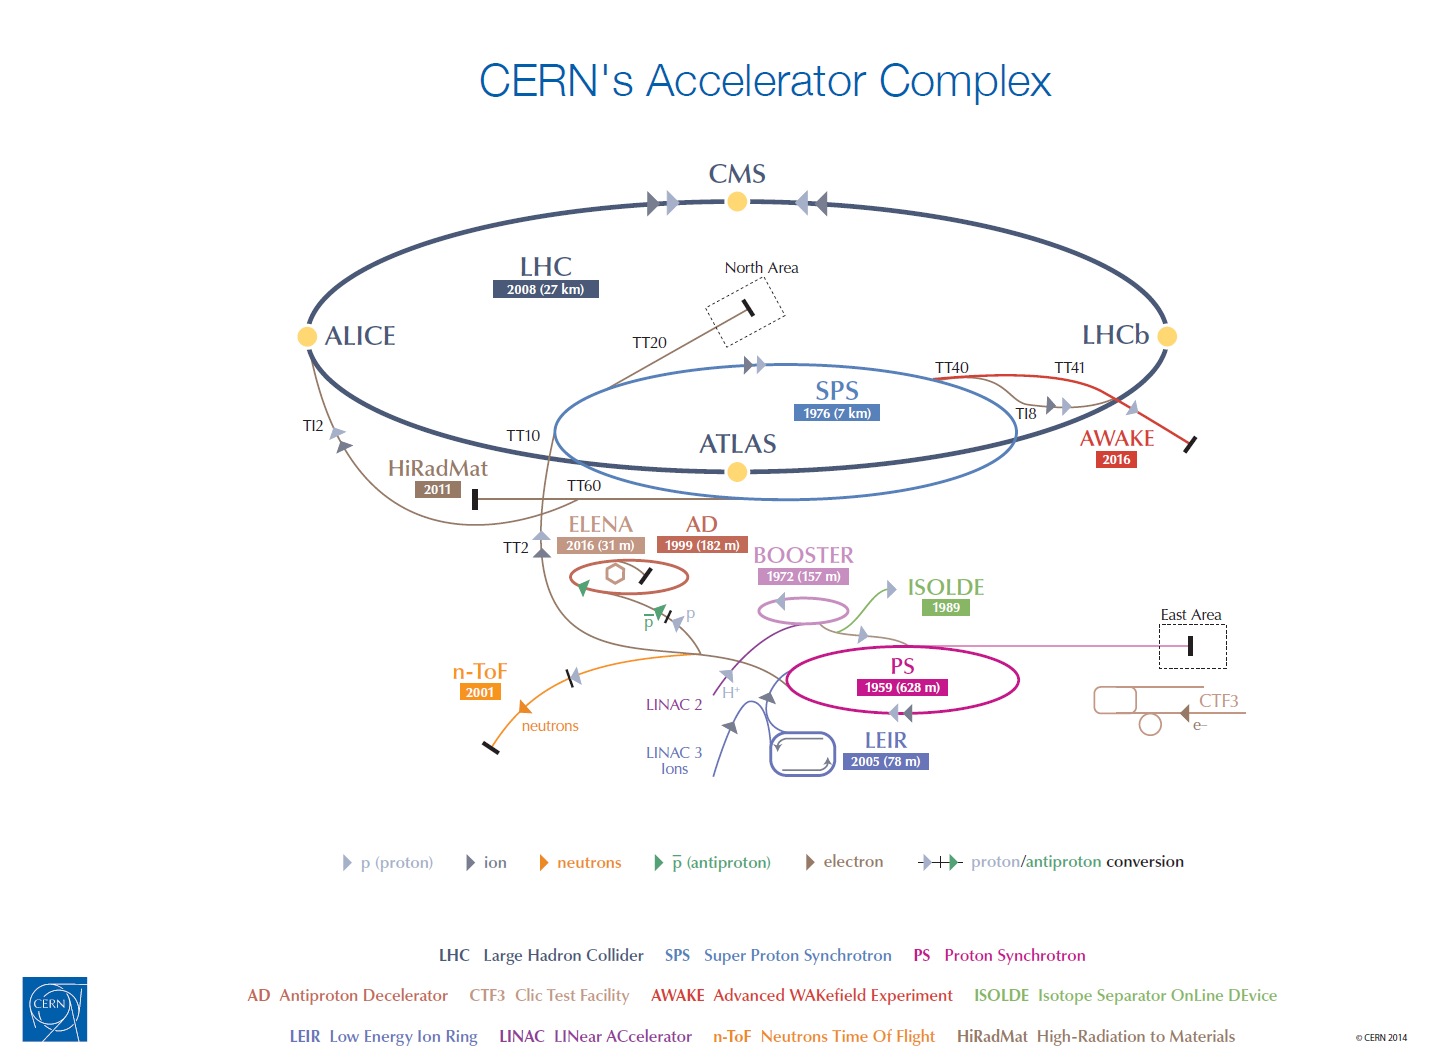 CERN's Accelerator Complex
CMS
LHC
2008 (27 km)
North Area
ALICE
LHCb
TT20
TT40
TT41
SPS
1976 (7 km)
TI8
TI2
TT10
ATLAS
AWAKE
2016
HiRadMat
2011
TT60
ELENA
2016 (31 m)
AD
1999 (182 m)
TT2
BOOSTER
1972 (157 m)
ISOLDE
1989
p
p̅
East Area
n-ToF
2001
neutrons
PS
1959 (628 m)
H⁺
LINAC 2
CTF3
e–
LINAC 3
Ions
LEIR
2005 (78 m)
p (proton) ion neutrons p̅ (antiproton) electron proton/antiproton conversion
LHC Large Hadron Collider SPS Super Proton Synchrotron PS Proton Synchrotron
AD Antiproton Decelerator CTF3 Clic Test Facility AWAKE Advanced WAKefield Experiment ISOLDE Isotope Separator OnLine DEvice
LEIR Low Energy Ion Ring LINAC LINear ACcelerator n-ToF Neutrons Time Of Flight HiRadMat High-Radiation to Materials
CERN
© CERN 2014